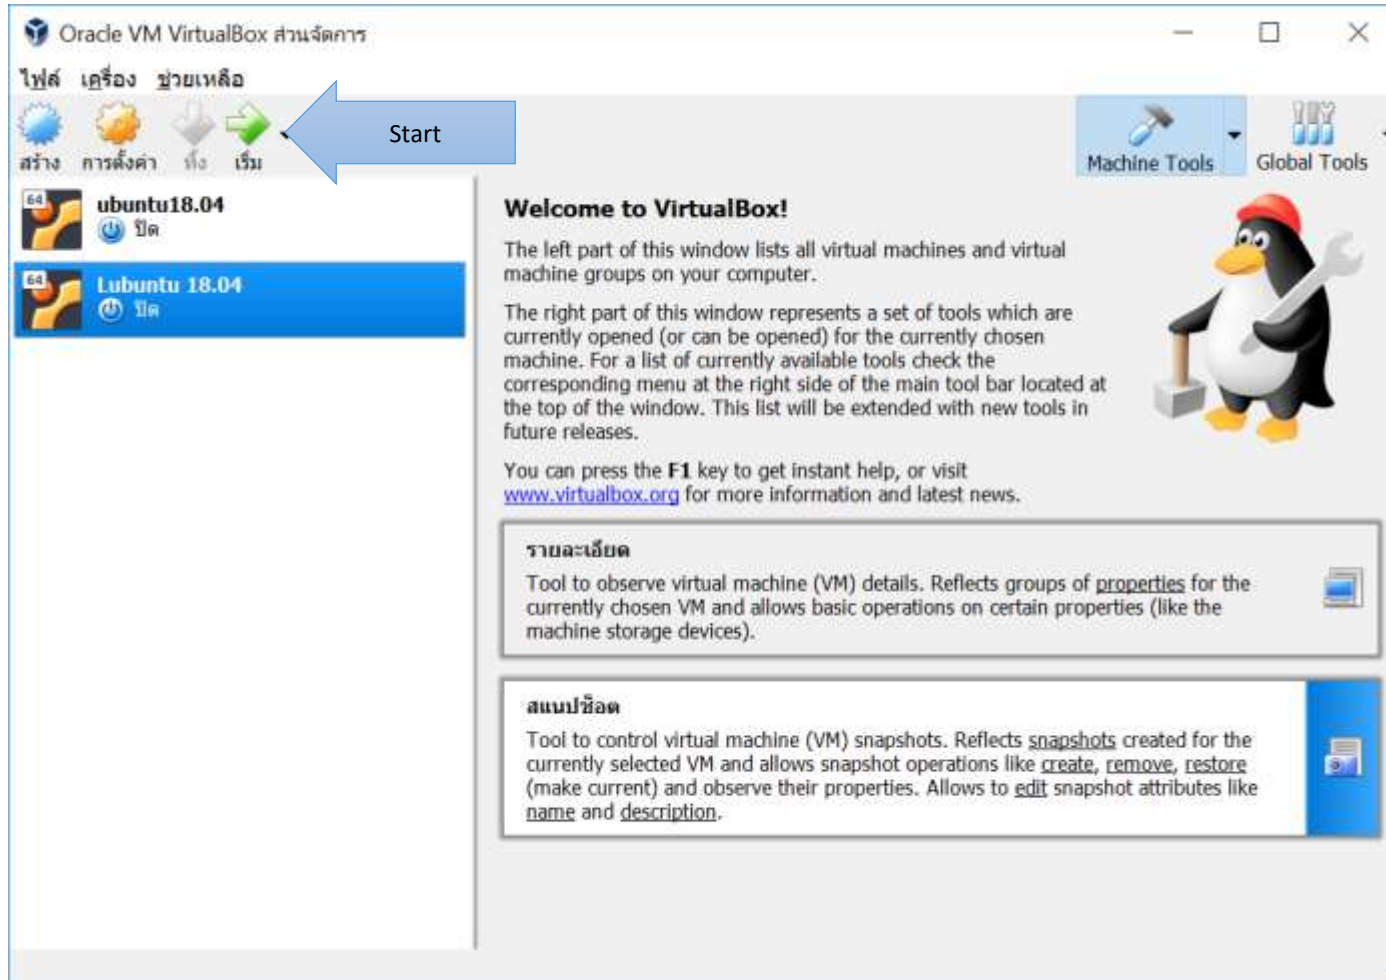 Oracle VM VirtualBox ส่วนจัดการ
ไฟล์ เครื่อง ช่วยเหลือ
สร้าง การตั้งค่า ทิ้ง เริ่ม
Start
Machine Tools
Global Tools
64
ubuntu18.04
ปิด
64
Lubuntu 18.04
ปิด
Welcome to VirtualBox!
The left part of this window lists all virtual machines and virtual
machine groups on your computer.
The right part of this window represents a set of tools which are
currently opened (or can be opened) for the currently chosen
machine. For a list of currently available tools check the
corresponding menu at the right side of the main tool bar located at
the top of the window. This list will be extended with new tools in
future releases.
You can press the F1 key to get instant help, or visit
www.virtualbox.org for more information and latest news.
รายละเอียด
Tool to observe virtual machine (VM) details. Reflects groups of properties for the
currently chosen VM and allows basic operations on certain properties (like the
machine storage devices).
สแนปช็อต
Tool to control virtual machine (VM) snapshots. Reflects snapshots created for the
currently selected VM and allows snapshot operations like create, remove, restore
(make current) and observe their properties. Allows to edit snapshot attributes like
name and description.